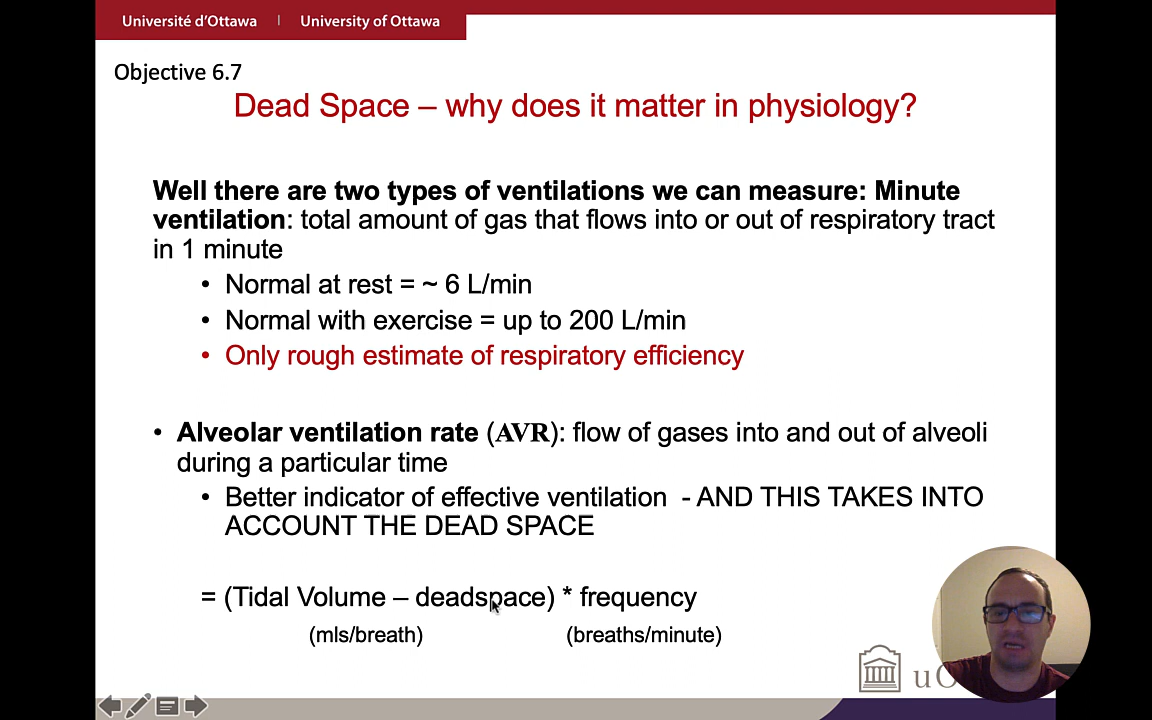 Université d'Ottawa | University of Ottawa
Objective 6.7
Dead Space – why does it matter in physiology?
Well there are two types of ventilations we can measure: Minute
ventilation: total amount of gas that flows into or out of respiratory tract
in 1 minute
• Normal at rest = ~ 6 L/min
• Normal with exercise = up to 200 L/min
• Only rough estimate of respiratory efficiency
• Alveolar ventilation rate (AVR): flow of gases into and out of alveoli
during a particular time
• Better indicator of effective ventilation - AND THIS TAKES INTO
ACCOUNT THE DEAD SPACE
= (Tidal Volume – deadspace) * frequency
(mls/breath) (breaths/minute)